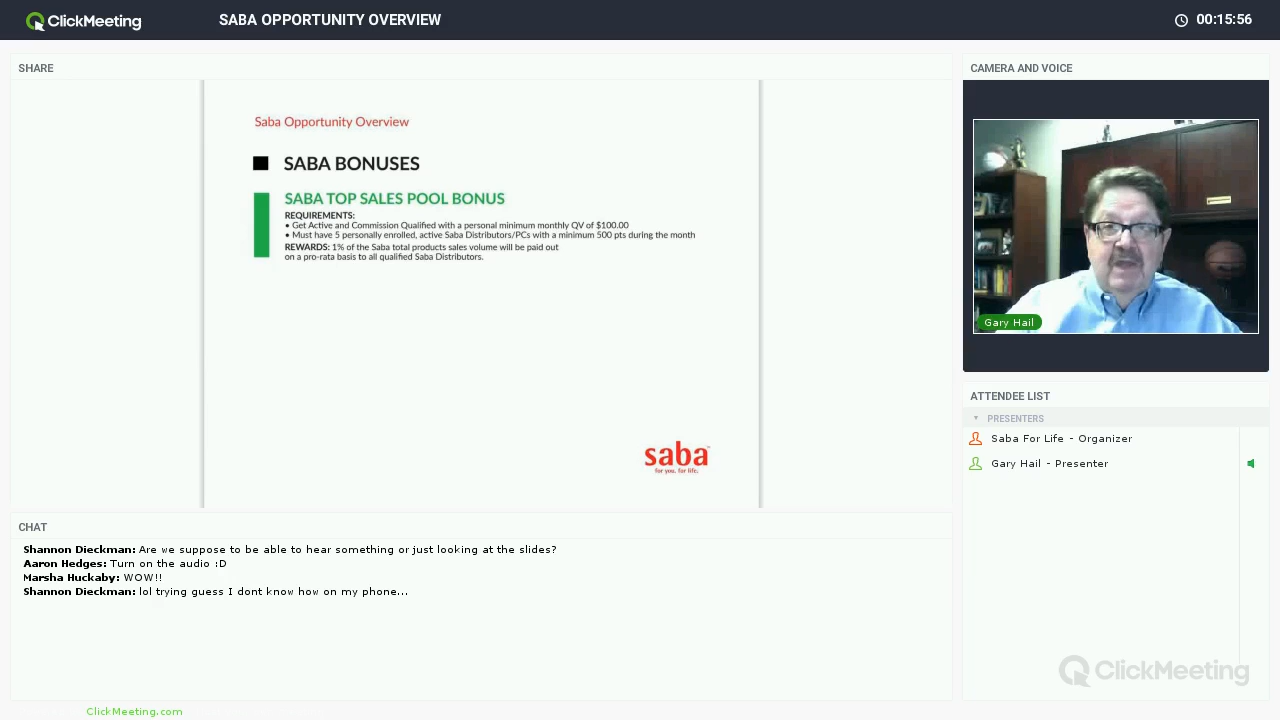 ClickMeeting
SABA OPPORTUNITY OVERVIEW
00:15:56
SHARE
Saba Opportunity Overview
SABA BONUSES
SABA TOP SALES POOL BONUS
REQUIREMENTS:
• Get Active and Commission Qualified with a personal minimum monthly QV of $100.00
• Must have 5 personally enrolled, active Saba Distributors/PCs with a minimum 500 pts during the month
REWARDS: 1% of the Saba total products sales volume will be paid out
on a pro-rata basis to all qualified Saba Distributors.
saba
for you. for life.
CAMERA AND VOICE
Gary Hail
ATTENDEE LIST
PRESENTERS
Saba For Life - Organizer
Gary Hail - Presenter
CHAT
Shannon Dieckman: Are we suppose to be able to hear something or just looking at the slides?
Aaron Hedges: Turn on the audio :D
Marsha Huckaby: WOW!!
Shannon Dieckman: lol trying guess I dont know how on my phone...
ClickMeeting
ClickMeeting.com